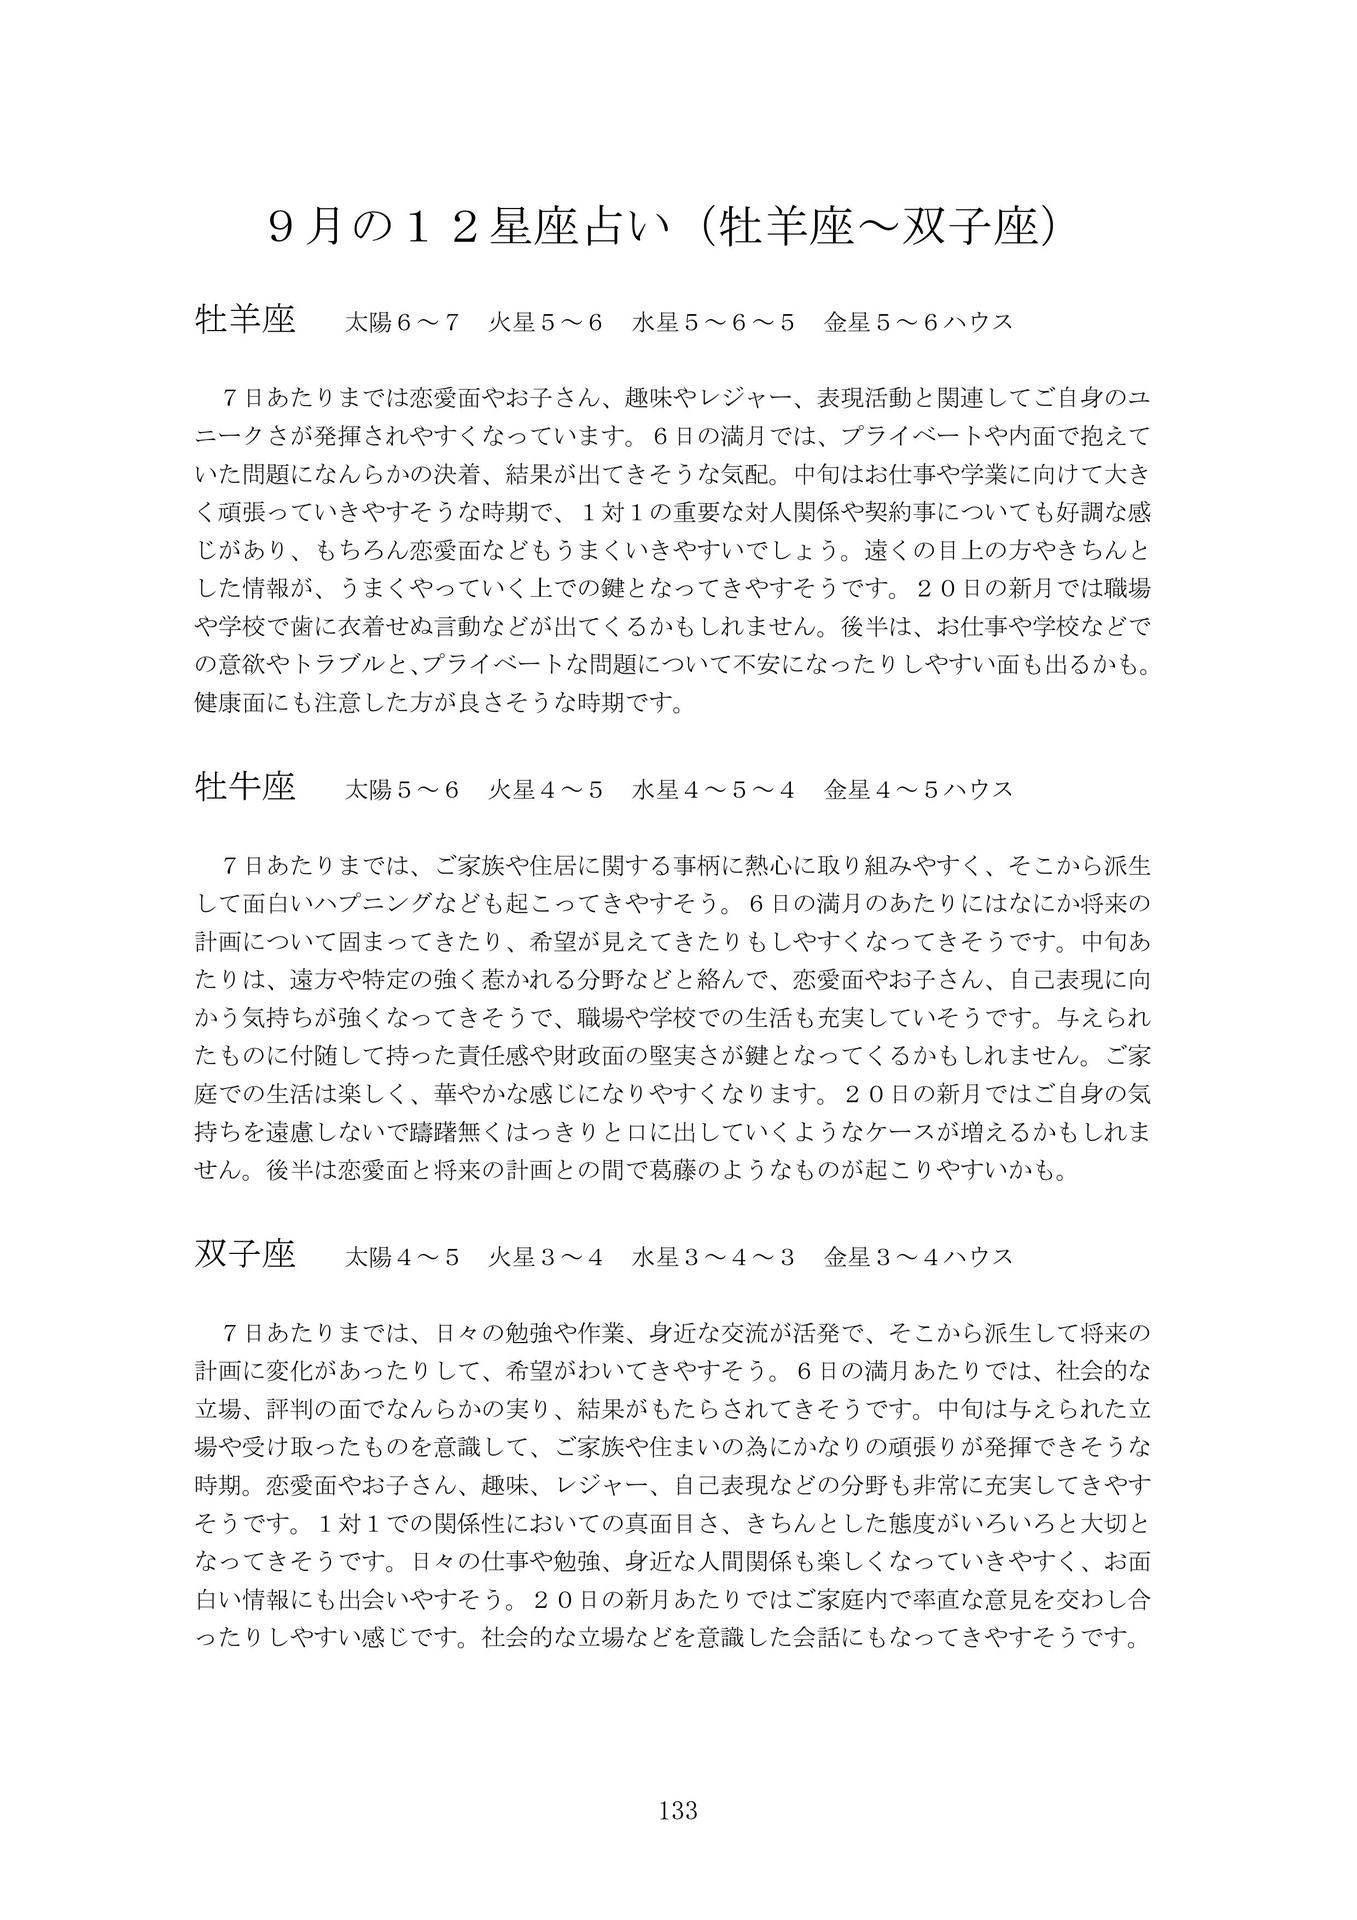 ９月の１２星座占い（牡羊座～双子座）
牡羊座　太陽６～７　火星５～６　水星５～６～５　金星５～６ハウス
７日あたりまでは恋愛面やお子さん、趣味やレジャー、表現活動と関連してご自身のユ
ニークさが発揮されやすくなっています。６日の満月では、プライベートや内面で抱えて
いた問題になんらかの決着、結果が出てきそうな気配。中旬はお仕事や学業に向けて大き
く頑張っていきやすそうな時期で、１対１の重要な対人関係や契約事についても好調な感
じがあり、もちろん恋愛面などもうまくいきやすいでしょう。遠くの目上の方やきちんと
した情報が、うまくやっていく上での鍵となってきやすそうです。２０日の新月では職場
や学校で歯に衣着せぬ言動などが出てくるかもしれません。後半は、お仕事や学校などで
の意欲やトラブルと、プライベートな問題について不安になったりしやすい面も出るかも。
健康面にも注意した方が良さそうな時期です。
牡牛座　太陽５～６　火星４～５　水星４～５～４　金星４～５ハウス
７日あたりまでは、ご家族や住居に関する事柄に熱心に取り組みやすく、そこから派生
して面白いハプニングなども起こってきやすそう。６日の満月のあたりにはなにか将来の
計画について固まってきたり、希望が見えてきたりもしやすくなってきそうです。中旬あ
たりは、遠方や特定の強く惹かれる分野などと絡んで、恋愛面やお子さん、自己表現に向
かう気持ちが強くなってきそうで、職場や学校での生活も充実していそうです。与えられ
たものに付随して持った責任感や財政面の堅実さが鍵となってくるかもしれません。ご家
庭での生活は楽しく、華やかな感じになりやすくなります。２０日の新月ではご自身の気
持ちを遠慮しないで躊躇無くはっきりと口に出していくようなケースが増えるかもしれま
せん。後半は恋愛面と将来の計画との間で葛藤のようなものが起こりやすいかも。
双子座　太陽４～５　火星３～４　水星３～４～３　金星３～４ハウス
７日あたりまでは、日々の勉強や作業、身近な交流が活発で、そこから派生して将来の
計画に変化があったりして、希望がわいてきやすそう。６日の満月あたりでは、社会的な
立場、評判の面でなんらかの実り、結果がもたらされてきそうです。中旬は与えられた立
場や受け取ったものを意識して、ご家族や住まいの為にかなりの頑張りが発揮できそうな
時期。恋愛面やお子さん、趣味、レジャー、自己表現などの分野も非常に充実してきやす
そうです。１対１での関係性においての真面目さ、きちんとした態度がいろいろと大切と
なってきそうです。日々の仕事や勉強、身近な人間関係も楽しくなっていきやすく、お面
白い情報にも出会いやすそう。２０日の新月あたりではご家庭内で率直な意見を交わし合
ったりしやすい感じです。社会的な立場などを意識した会話にもなってきやすそうです。
133